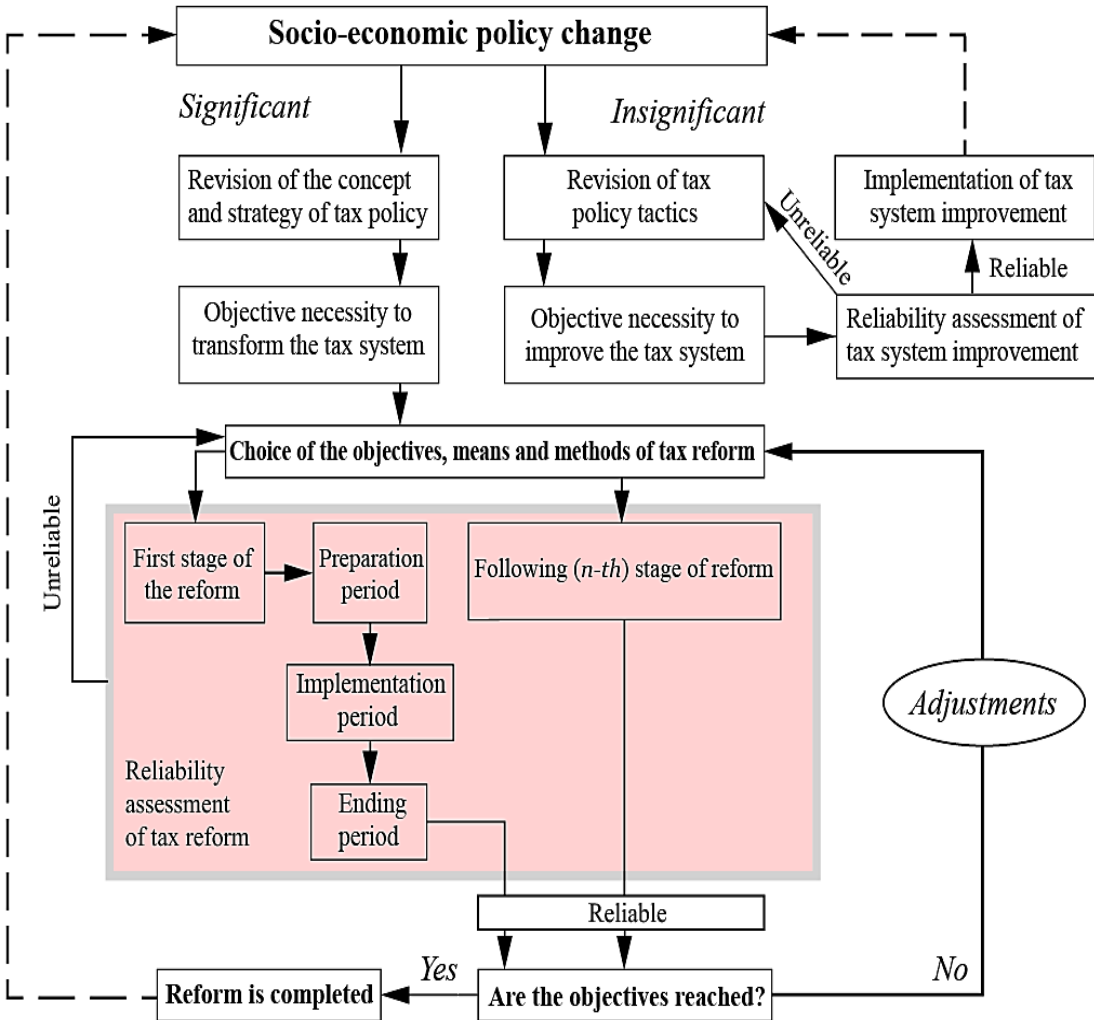 Socio-economic policy change
Significant
Insignificant
Revision of the concept
and strategy of tax policy
Revision of tax
policy tactics
Unreliable
Implementation of tax
system improvement
Reliable
Objective necessity to
transform the tax system
Objective necessity to
improve the tax system
Reliability assessment of
tax system improvement
Choice of the objectives, means and methods of tax reform
Unreliable
First stage of
the reform
Preparation
period
Following (n-th) stage of reform
Implementation
period
Adjustments
Reliability
assessment
of tax reform
Ending
period
Reliable
Yes
No
Reform is completed
Are the objectives reached?